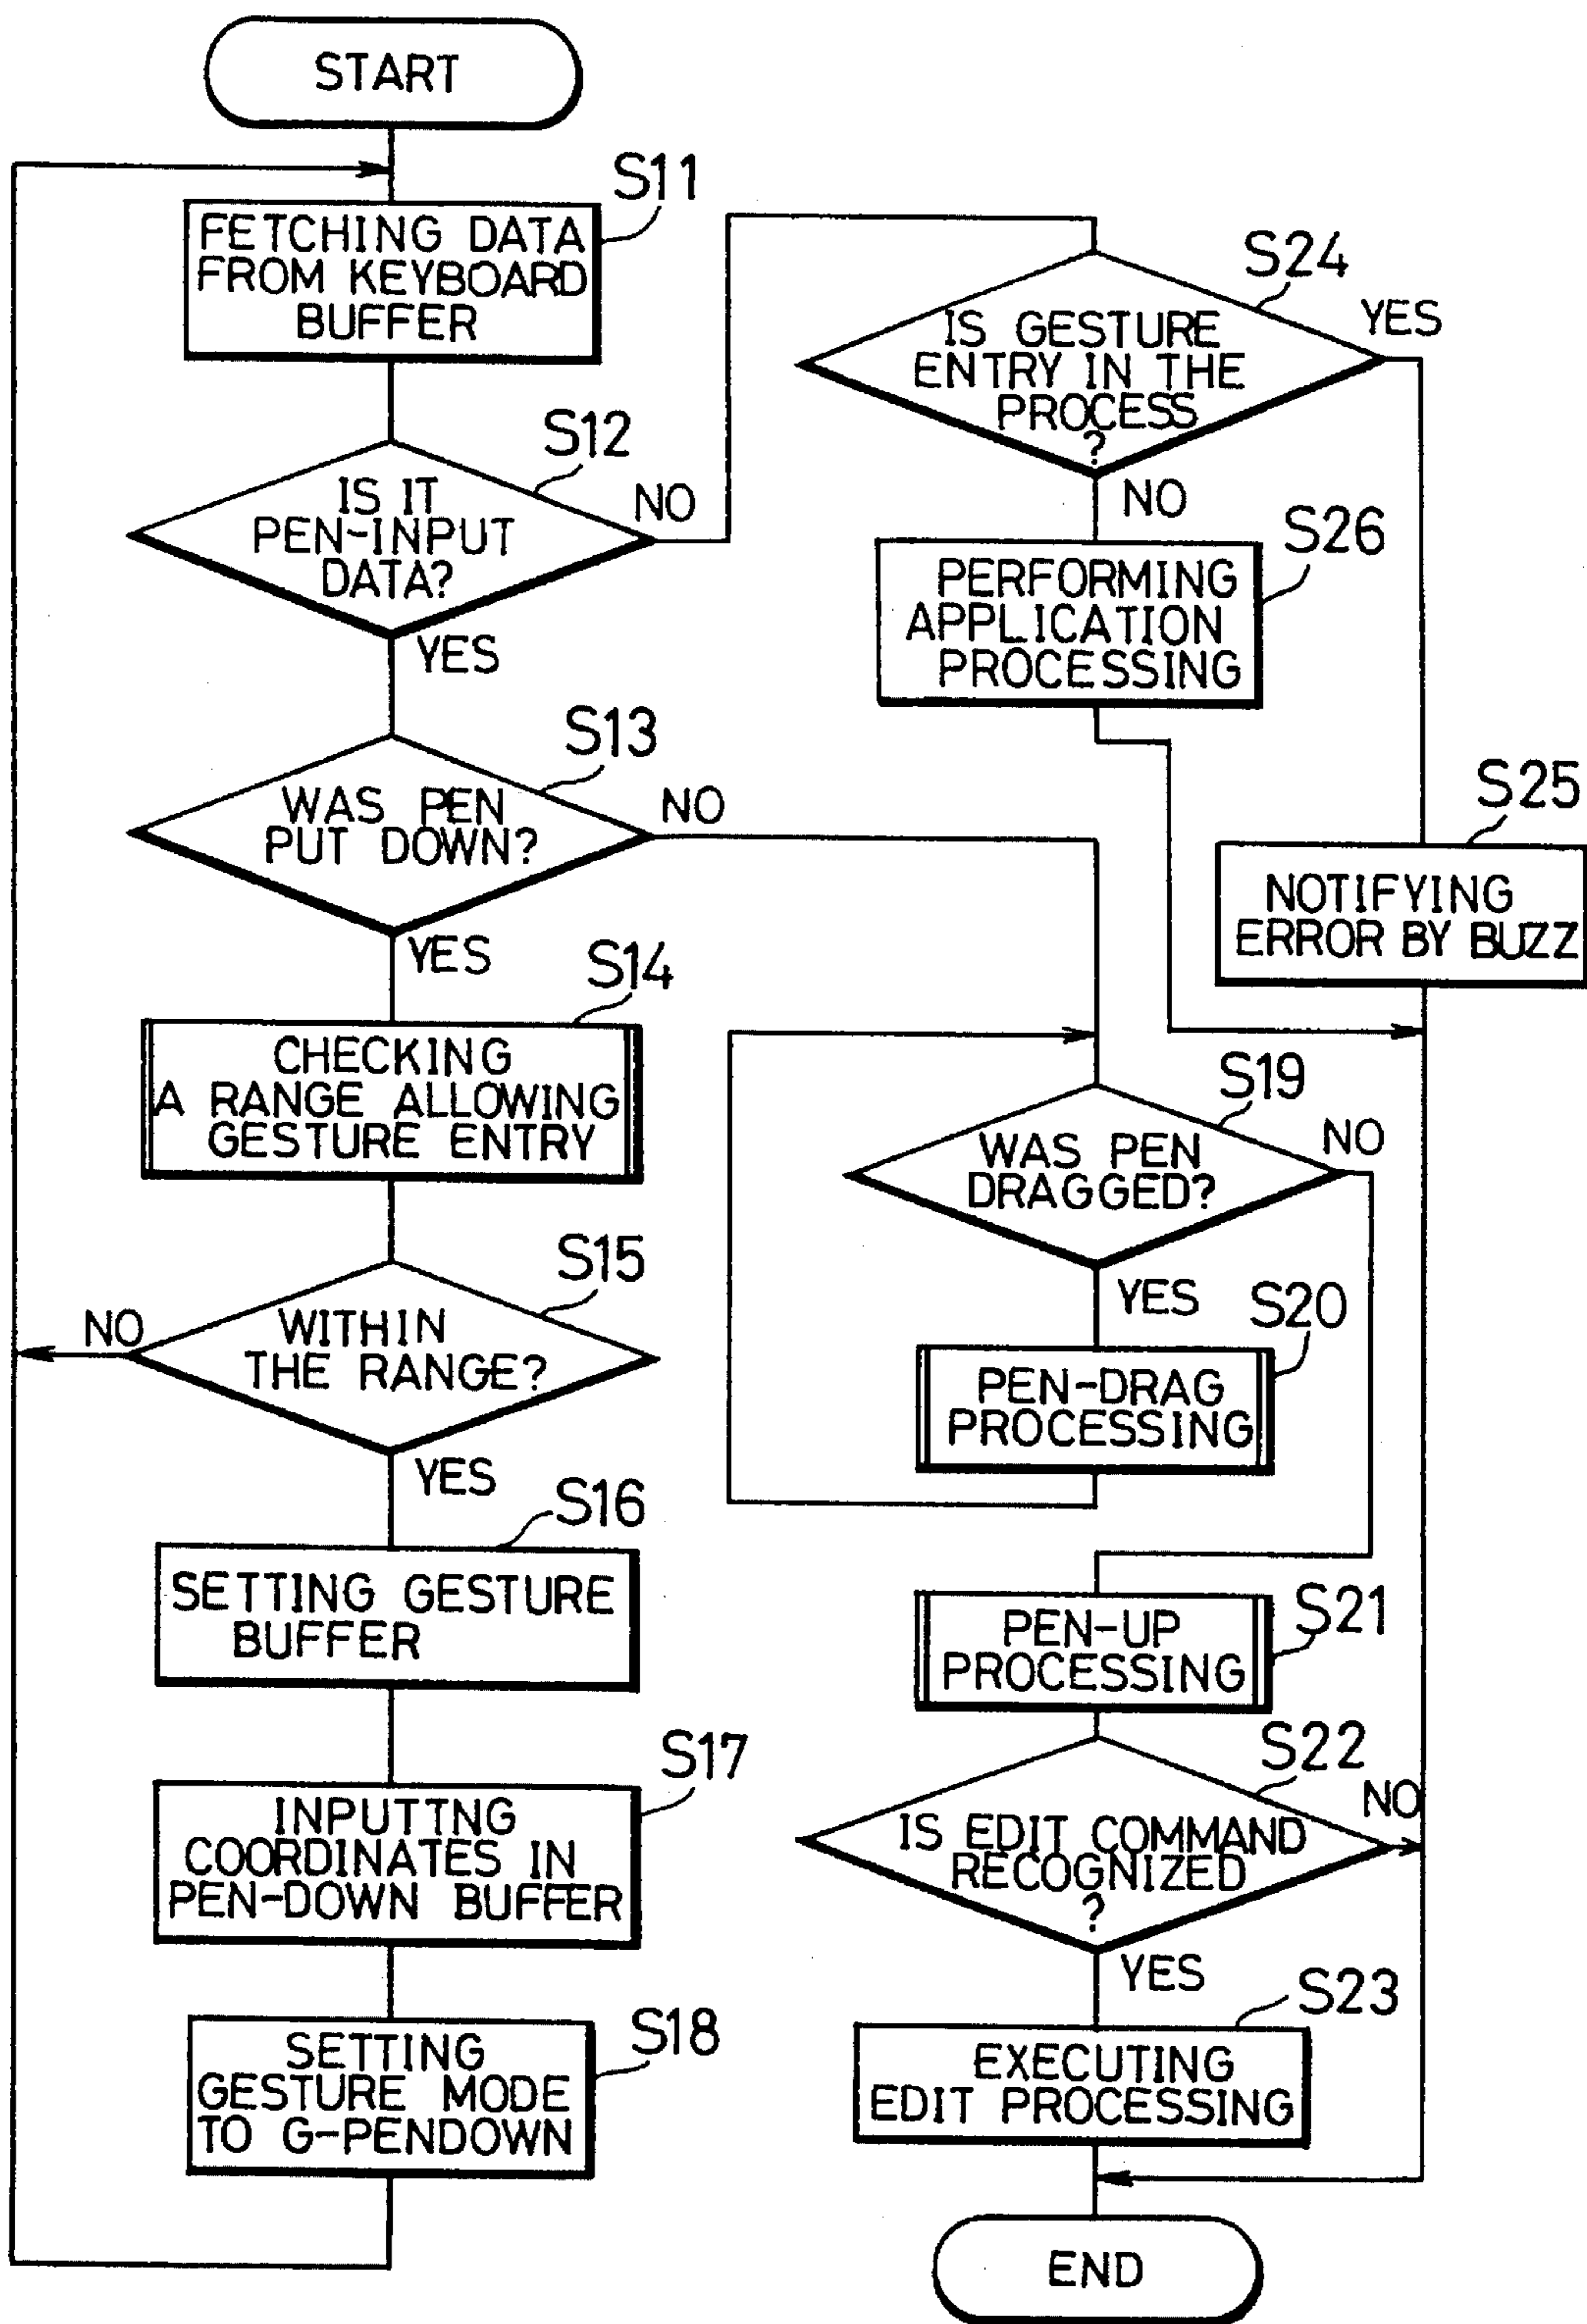 START
S11
FETCHING DATA
FROM KEYBOARD
BUFFER
S12
IS IT
PEN-INPUT
DATA?
NO
YES
S13
WAS PEN
PUT DOWN?
NO
YES
S14
CHECKING
A RANGE ALLOWING
GESTURE ENTRY
S15
WITHIN
THE RANGE?
NO
YES
S16
SETTING GESTURE
BUFFER
S17
INPUTTNG
COORDINATES IN
PEN-DOWN BUFFER
S18
SETTING
GESTURE MODE
TO G-PENDOWN
S24
IS GESTURE
ENTRY IN THE
PROCESS
?
YES
NO
S26
PERFORMING
APPLICATION
PROCESSING
S25
NOTIFYING
ERROR BY BUZZ
S19
WAS PEN
DRAGGED?
NO
YES
S20
PEN-DRAG
PROCESSING
S21
PEN-UP
PROCESSING
S22
IS EDIT COMMAND
RECOGNIZED
?
NO
YES
S23
EXECUTING
EDIT PROCESSING
END